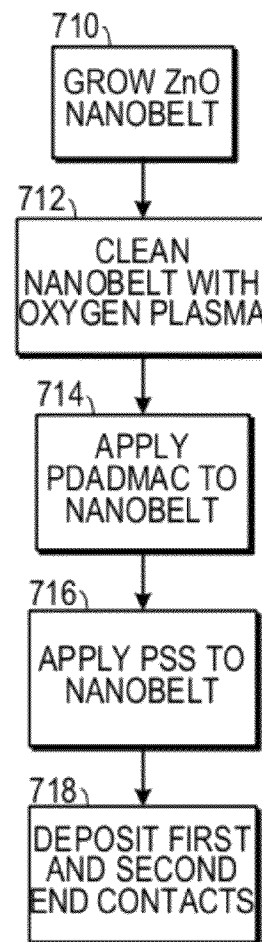 710
GROW ZnO
NANOBELT
712
CLEAN
NANOBELT WITH
OXYGEN PLASMA
714
APPLY
PDADMAC TO
NANOBELT
716
APPLY PSS TO
NANOBELT
718
DEPOSIT FIRST
AND SECOND
END CONTACTS